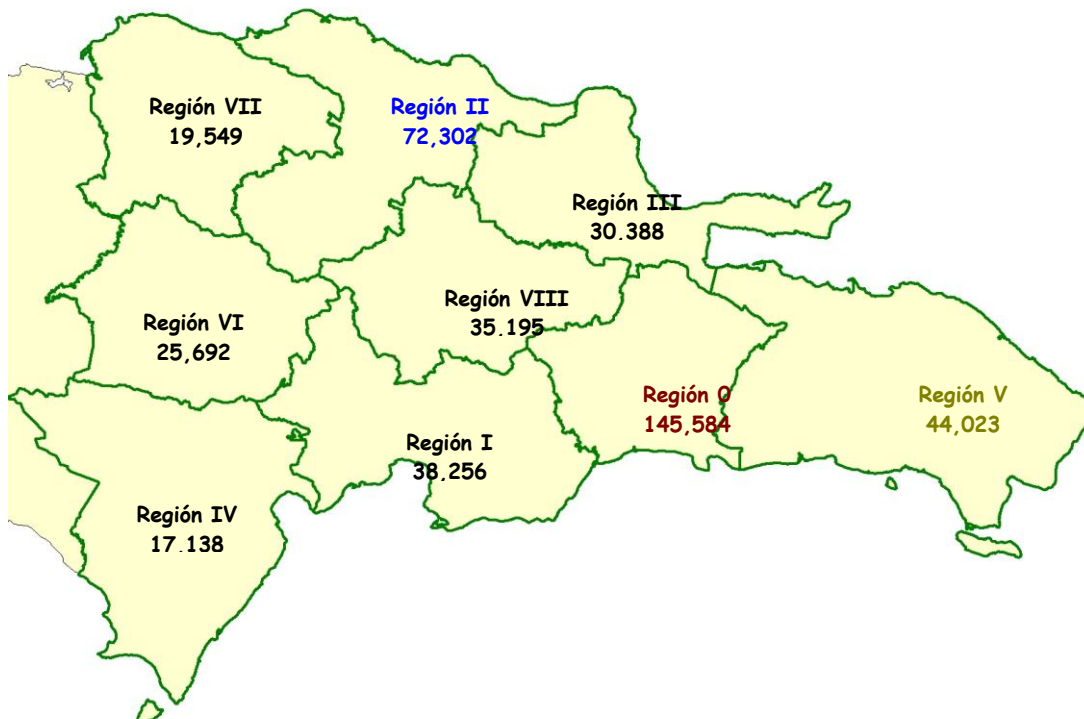 Región VII
19,549
Región II
72,302
Región III
30.388
Región VIII
35.195
Región VI
25,692
Región 0
145,584
Región V
44,023
Región I
38,256
Región IV
17.138